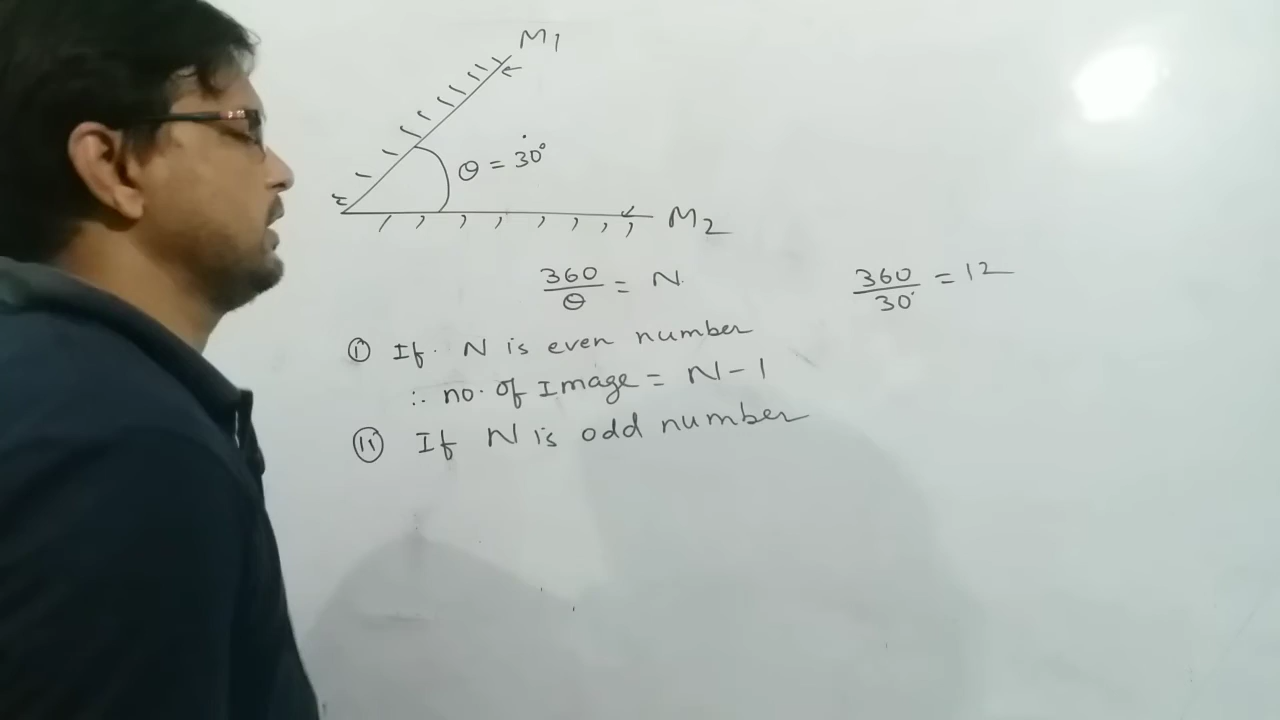 M1
θ = 30°
M2
360/θ = N
360/30° = 12
① If N is even number
∴ no. of Image = N-1
(ii) If N is odd number